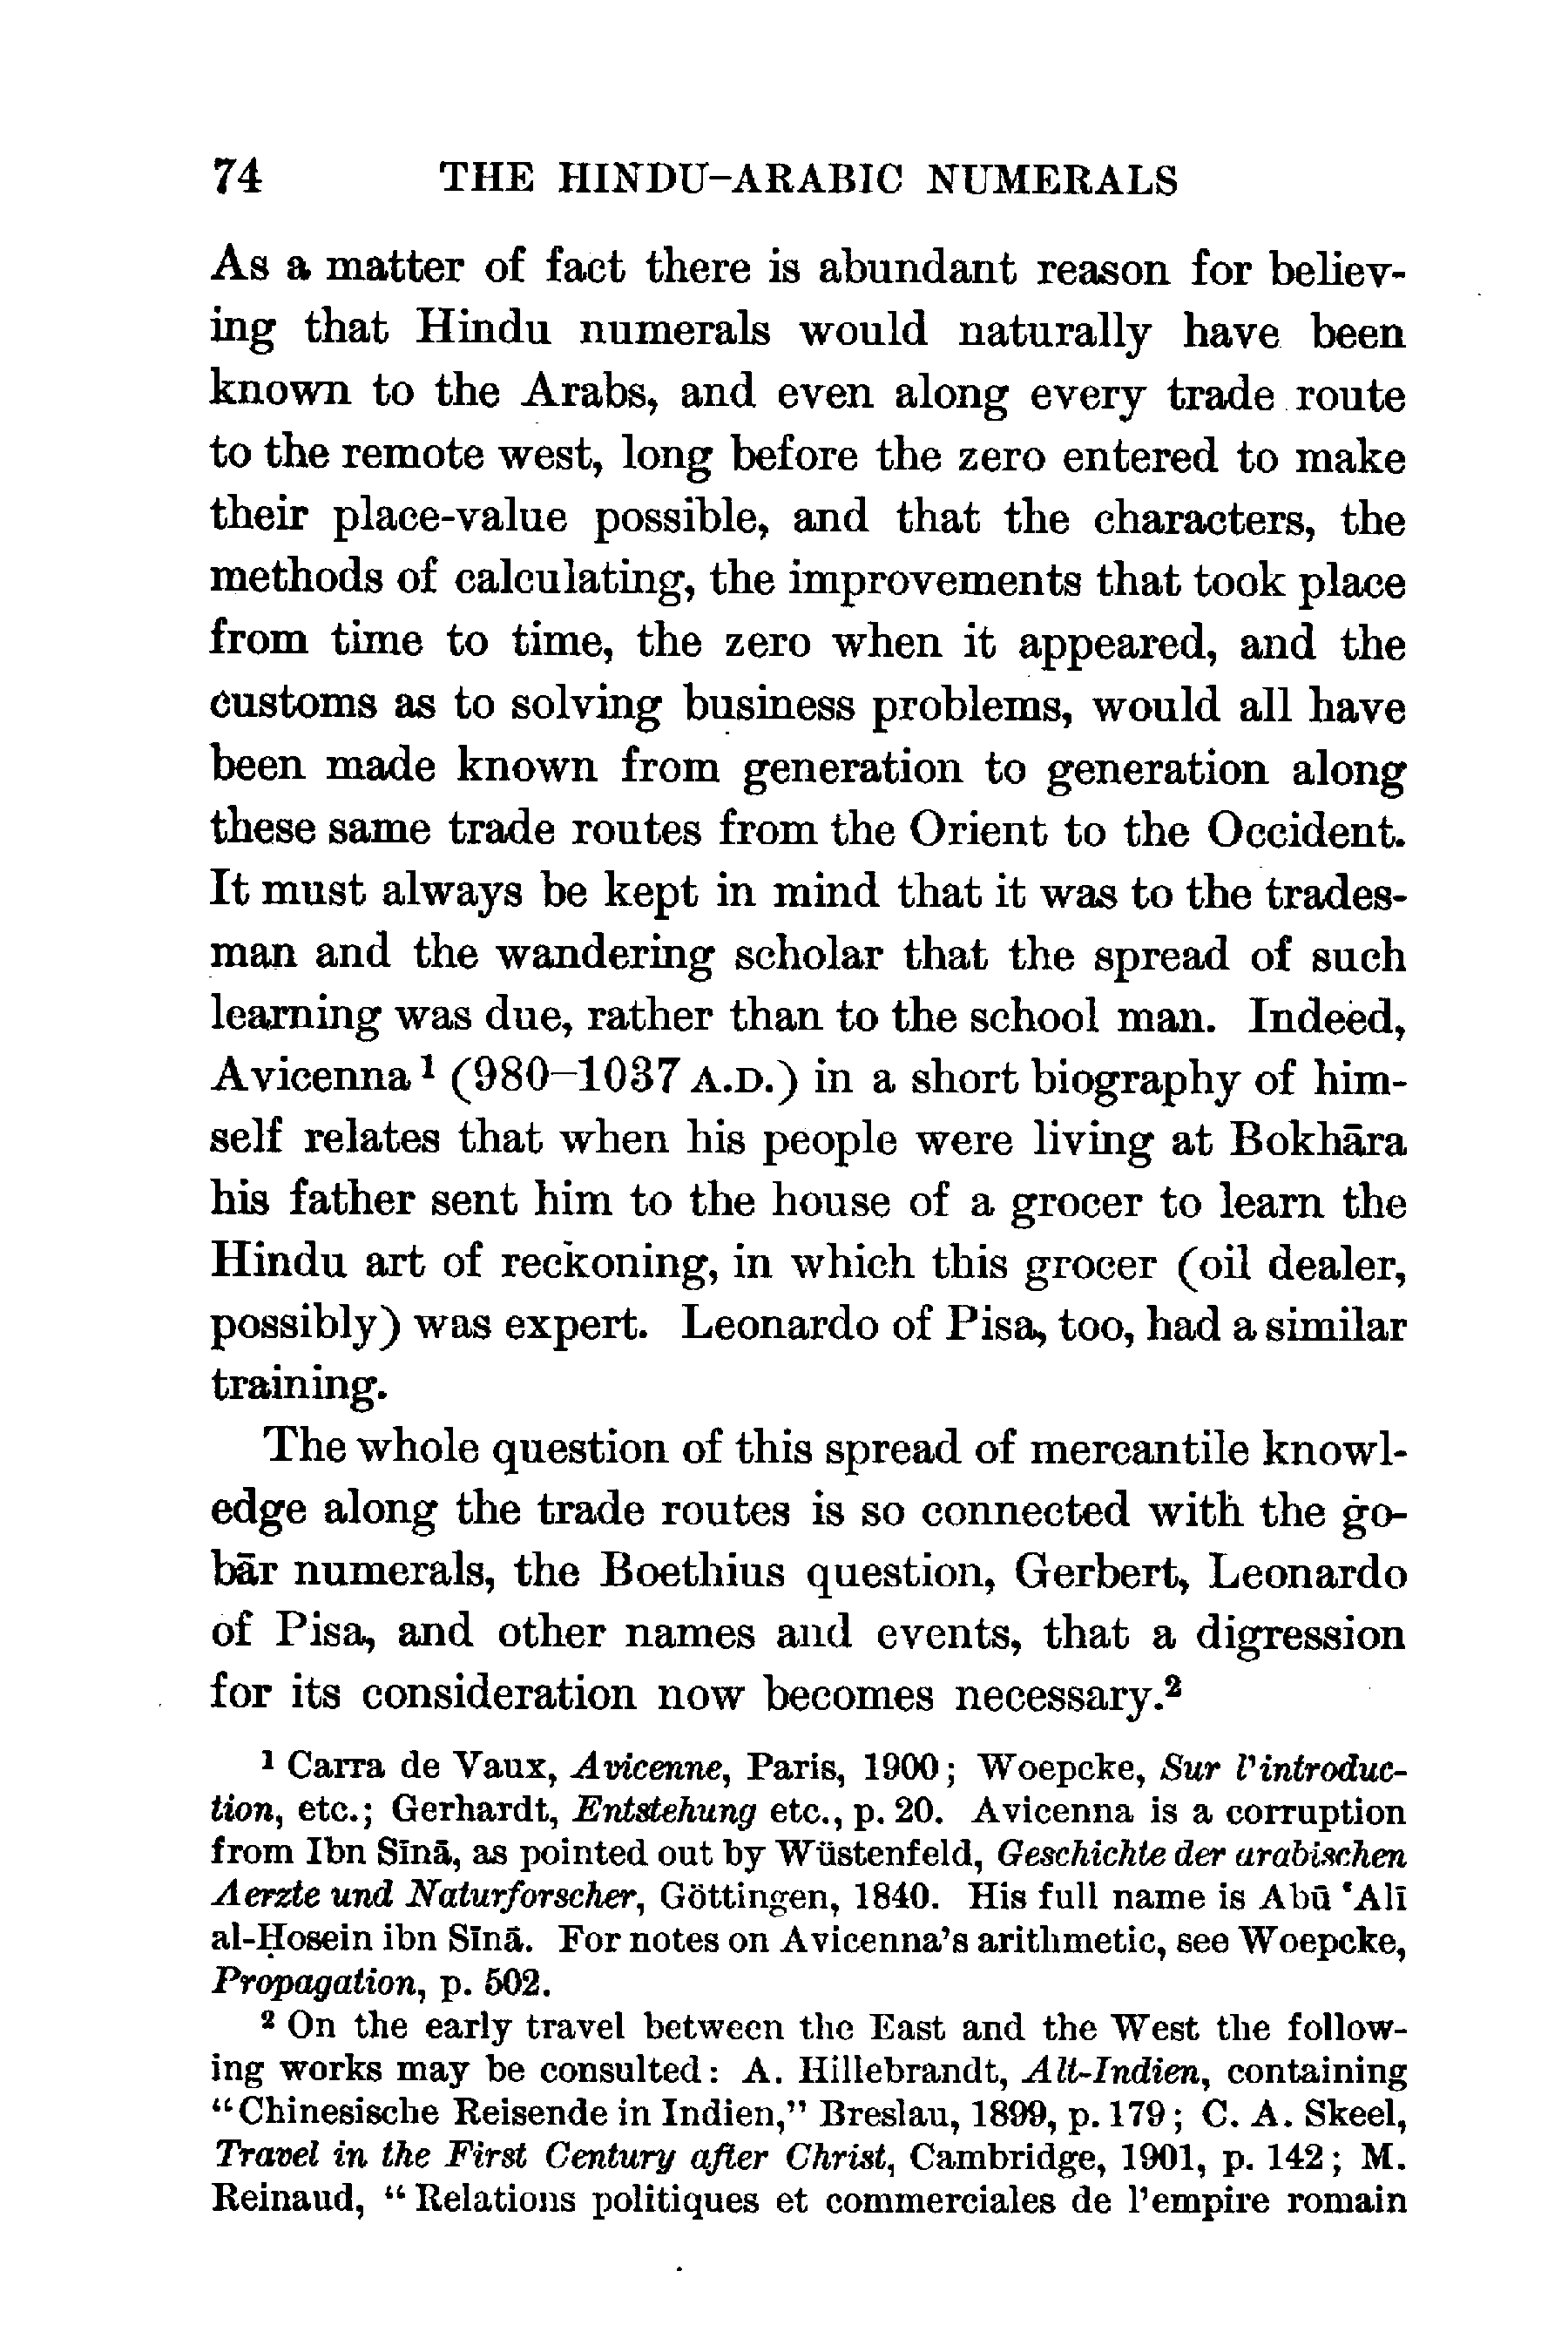 74 THE HINDU-ARABIC NUMERALS
As a matter of fact there is abundant reason for believ-
ing that Hindu numerals would naturally have been
known to the Arabs, and even along every trade route
to the remote west, long before the zero entered to make
their place-value possible, and that the characters, the
methods of calculating, the improvements that took place
from time to time, the zero when it appeared, and the
customs as to solving business problems, would all have
been made known from generation to generation along
these same trade routes from the Orient to the Occident.
It must always be kept in mind that it was to the trades-
man and the wandering scholar that the spread of such
learning was due, rather than to the school man. Indeed,
Avicenna¹ (980–1037 A.D.) in a short biography of him-
self relates that when his people were living at Bokhāra
his father sent him to the house of a grocer to learn the
Hindu art of reckoning, in which this grocer (oil dealer,
possibly) was expert. Leonardo of Pisa, too, had a similar
training.
The whole question of this spread of mercantile knowl-
edge along the trade routes is so connected with the ġo-
bār numerals, the Boethius question, Gerbert, Leonardo
of Pisa, and other names and events, that a digression
for its consideration now becomes necessary.²
¹ Carra de Vaux, Avicenne, Paris, 1900; Woepcke, Sur l'introduc-
tion, etc.; Gerhardt, Entstehung etc., p. 20. Avicenna is a corruption
from Ibn Sīnā, as pointed out by Wüstenfeld, Geschichte der arabischen
Aerzte und Naturforscher, Göttingen, 1840. His full name is Abū ‘Alī
al-Ḥosein ibn Sīnā. For notes on Avicenna's arithmetic, see Woepcke,
Propagation, p. 502.
² On the early travel between the East and the West the follow-
ing works may be consulted: A. Hillebrandt, Alt-Indien, containing
“Chinesische Reisende in Indien,” Breslau, 1899, p. 179; C. A. Skeel,
Travel in the First Century after Christ, Cambridge, 1901, p. 142; M.
Reinaud, “Relations politiques et commerciales de l'empire romain